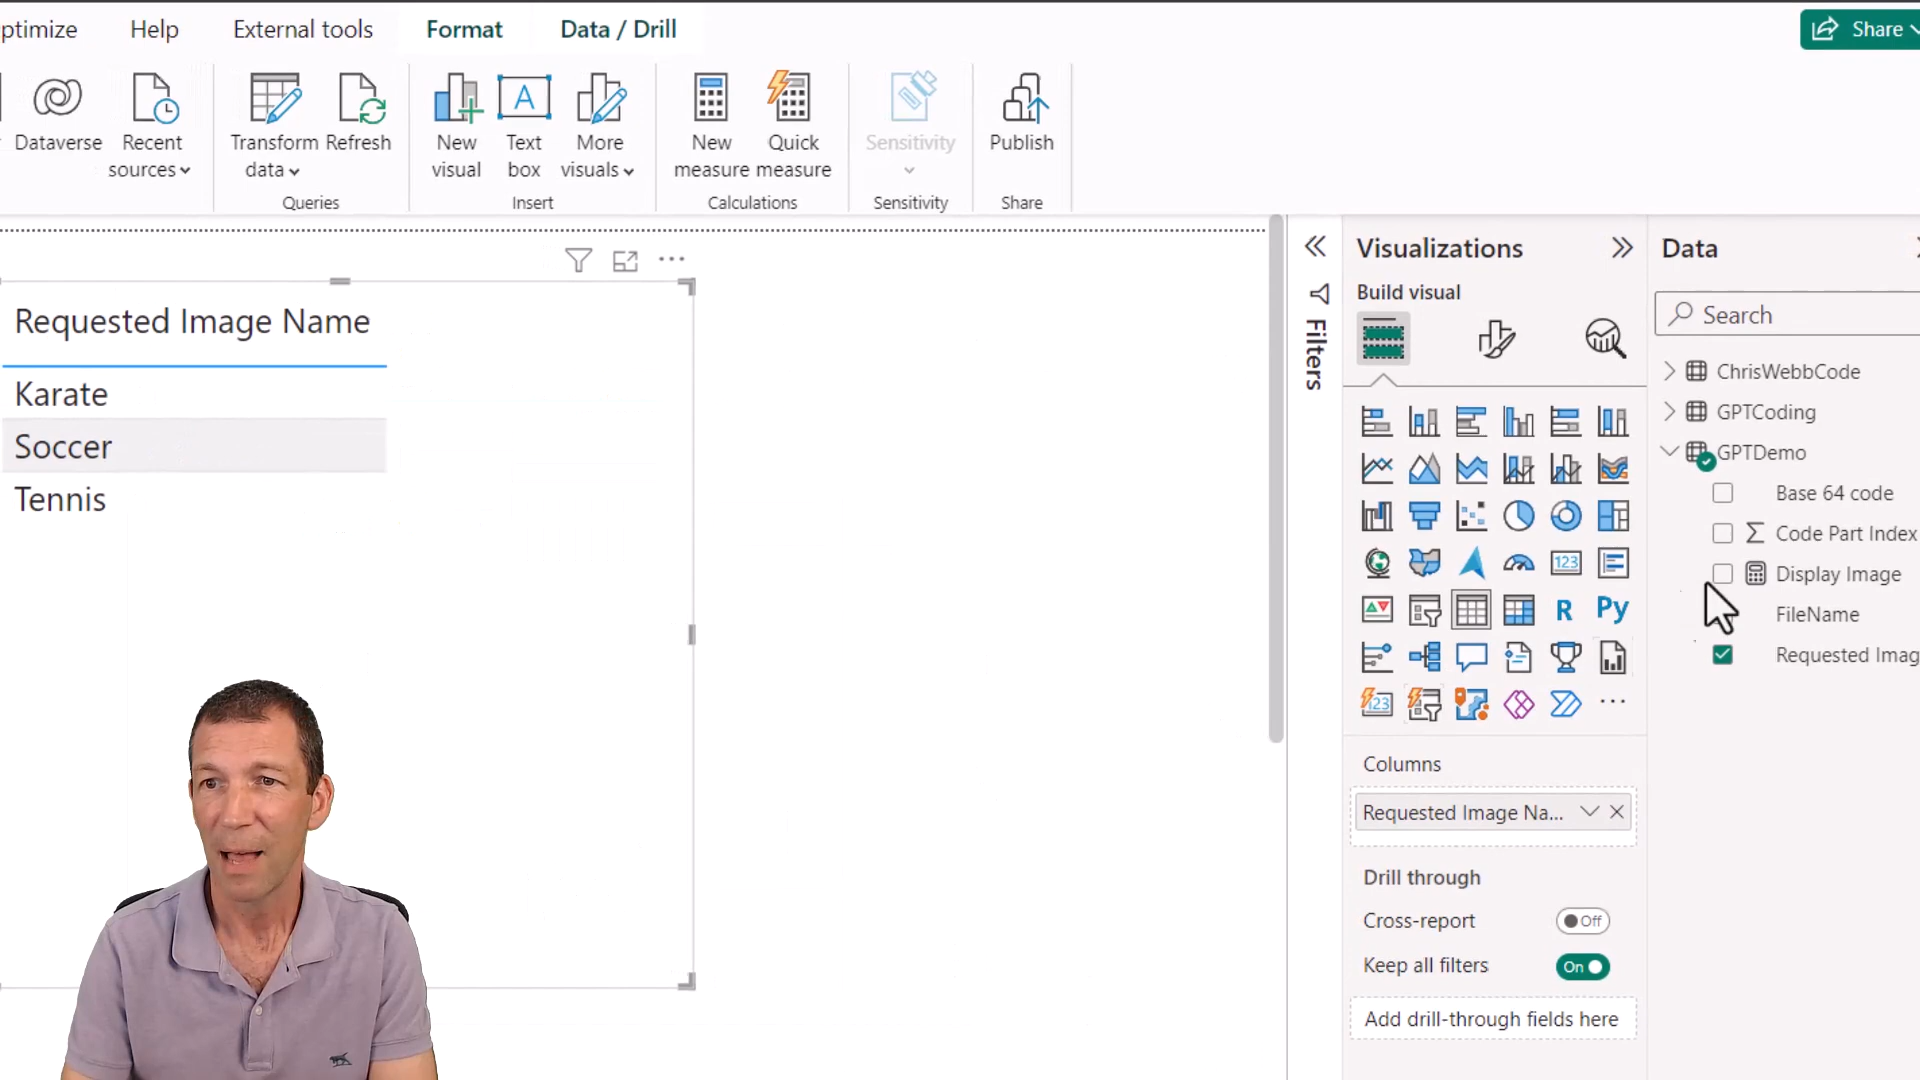 ptimize
Help
External tools
Format
Data / Drill
Share
Dataverse
Recent
sources
Transform
data
Refresh
Queries
New
visual
Text
box
More
visuals
Insert
New
measure
Quick
measure
Calculations
Sensitivity
Sensitivity
Publish
Share
Requested Image Name
Karate
Soccer
Tennis
Filters
Visualizations
Build visual
123
R
Py
123
Columns
Requested Image Na...
Drill through
Cross-report
Off
Keep all filters
On
Add drill-through fields here
Data
Search
ChrisWebbCode
GPTCoding
GPTDemo
Base 64 code
Code Part Index
Display Image
FileName
Requested Imag